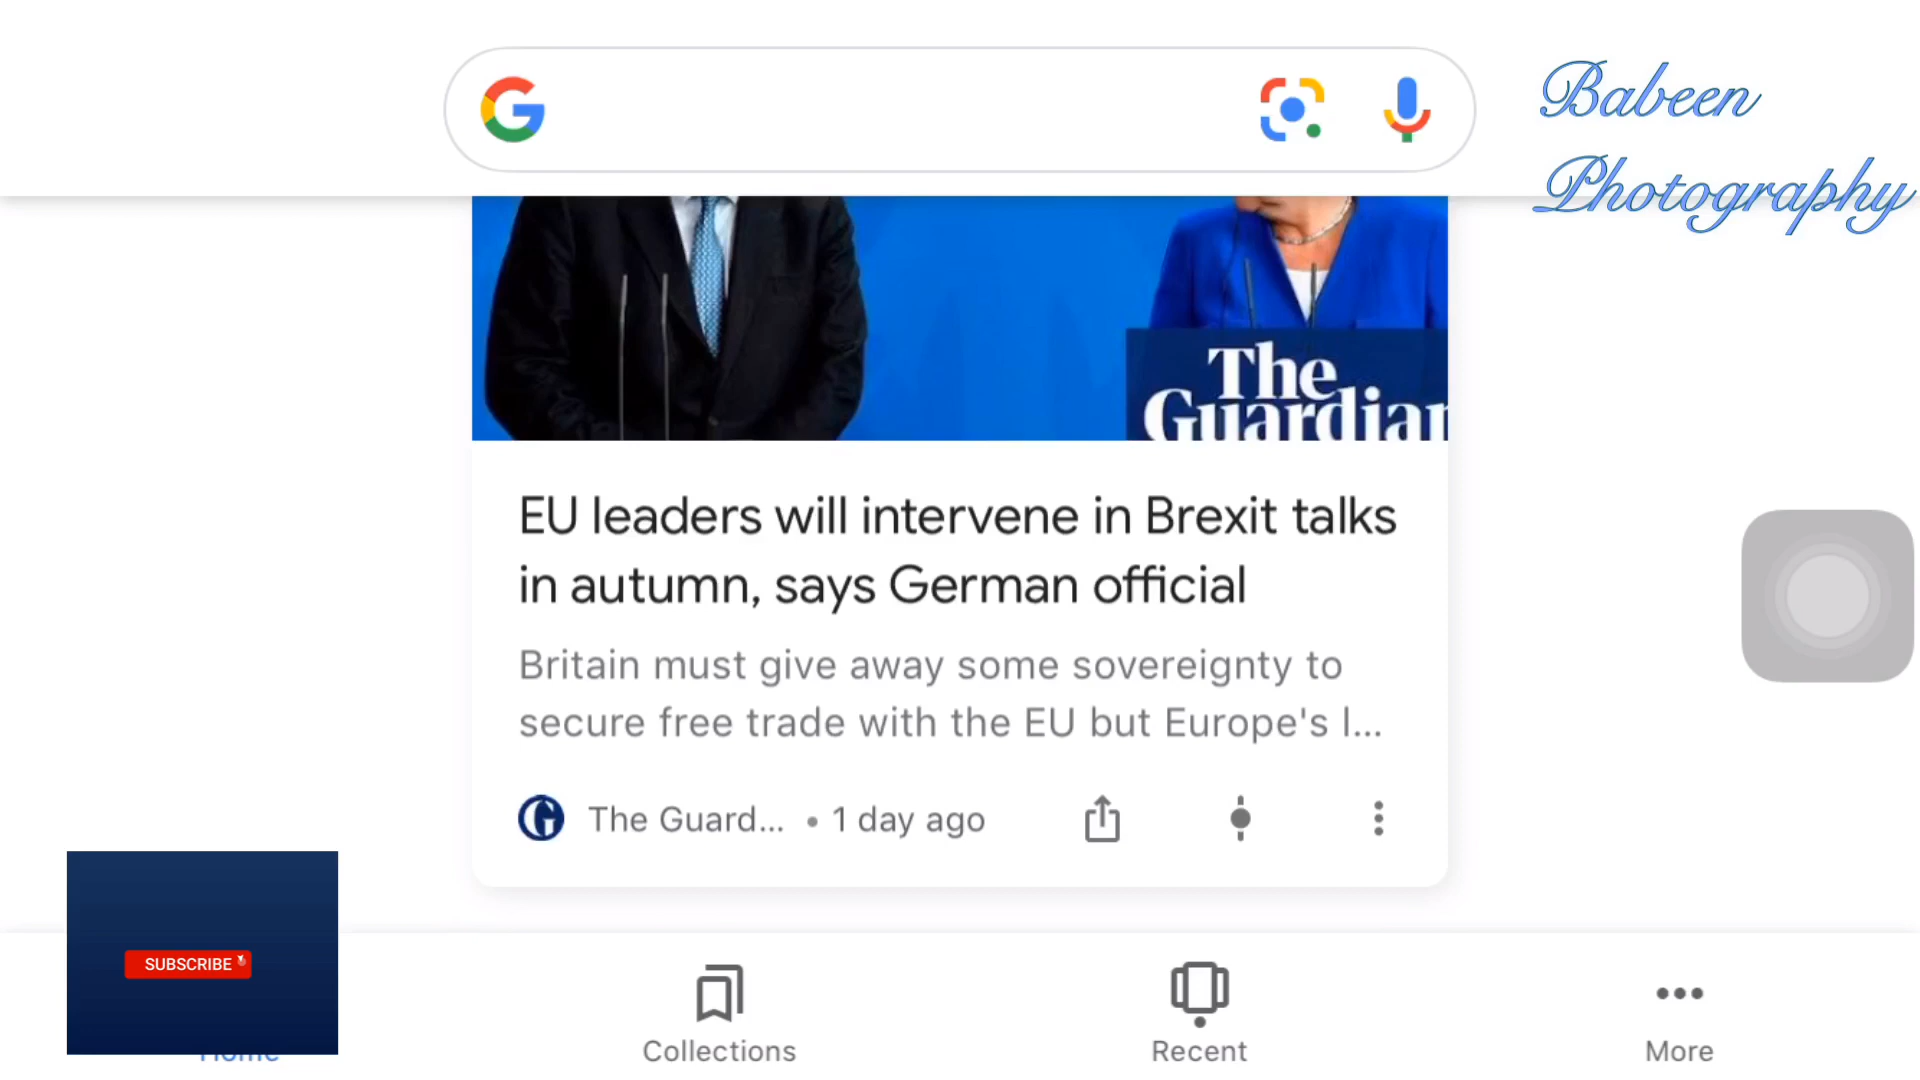 Babeen
Photography
The
Guardian
EU leaders will intervene in Brexit talks
in autumn, says German official
Britain must give away some sovereignty to
secure free trade with the EU but Europe's l...
The Guard... • 1 day ago
SUBSCRIBE
Home
Collections
Recent
More